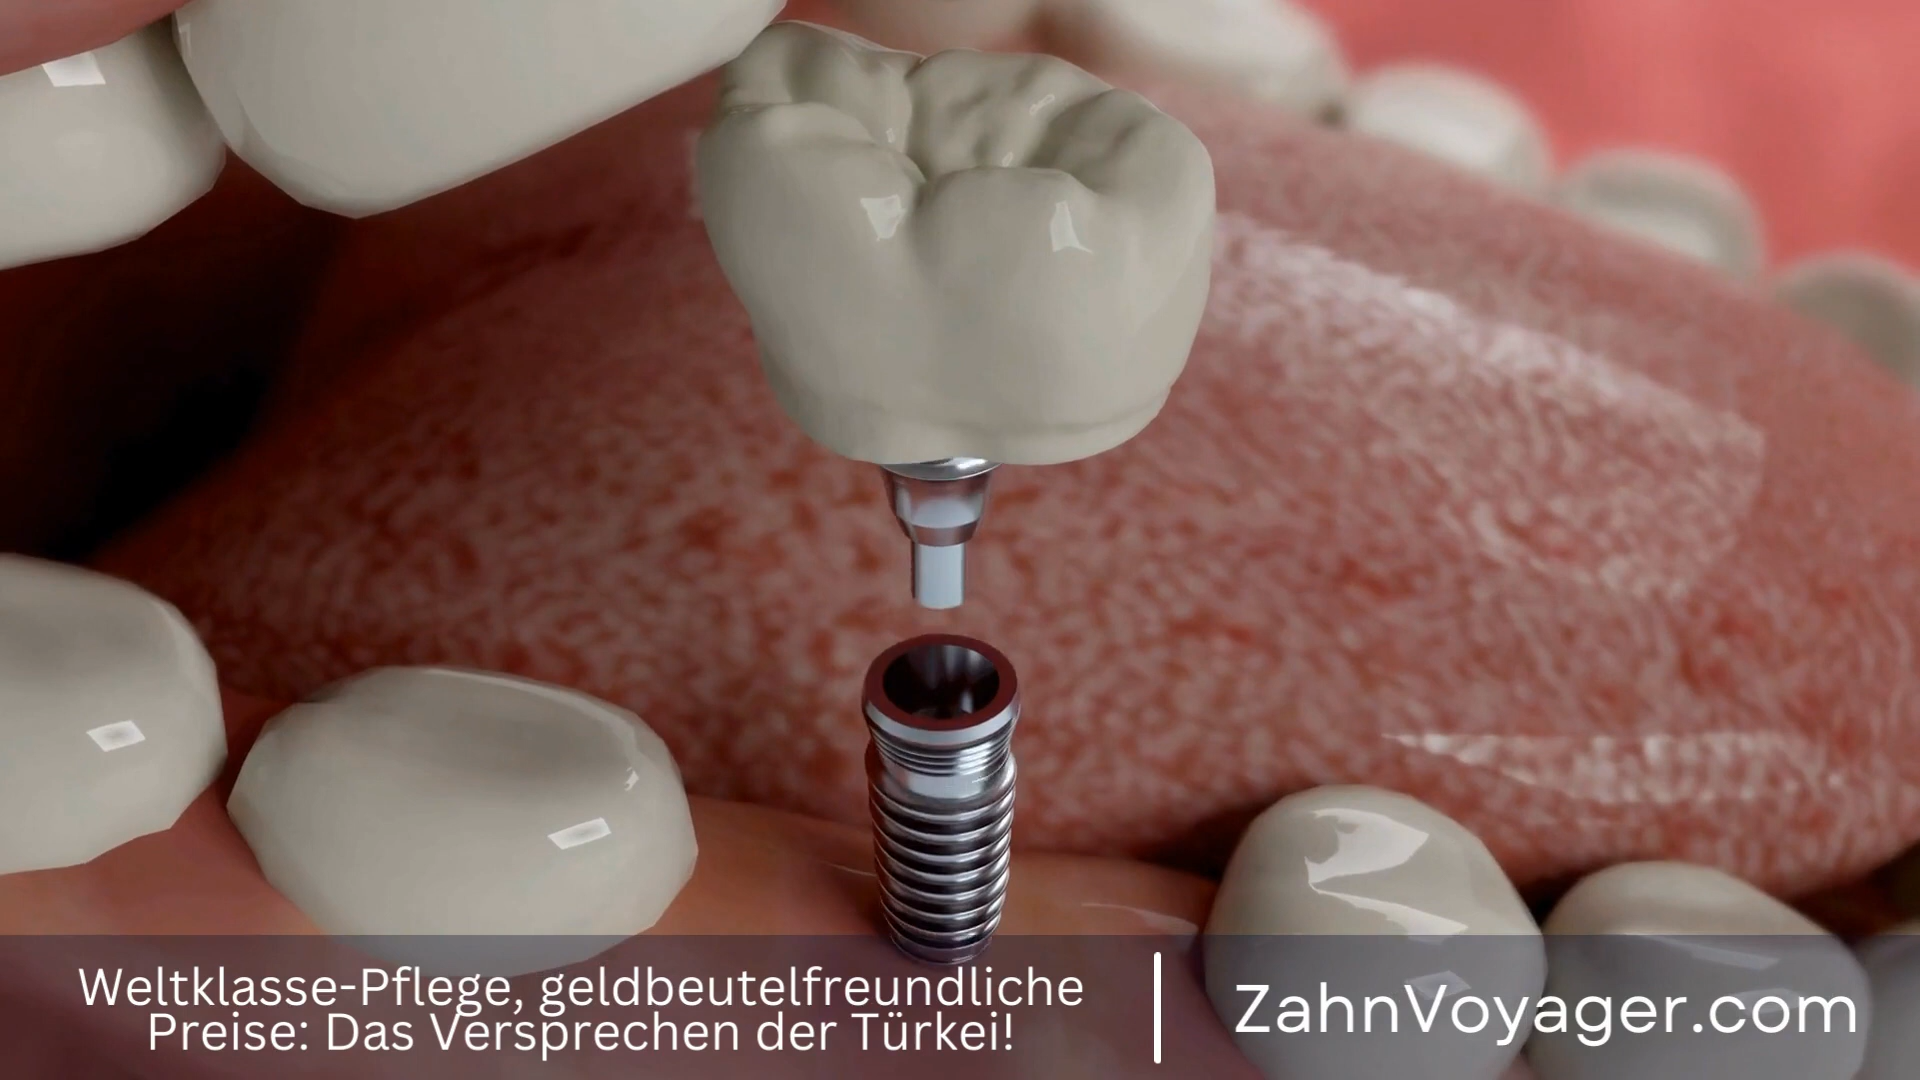 Weltklasse-Pflege, geldbeutelfreundliche
Preise: Das Versprechen der Türkei!
ZahnVoyager.com